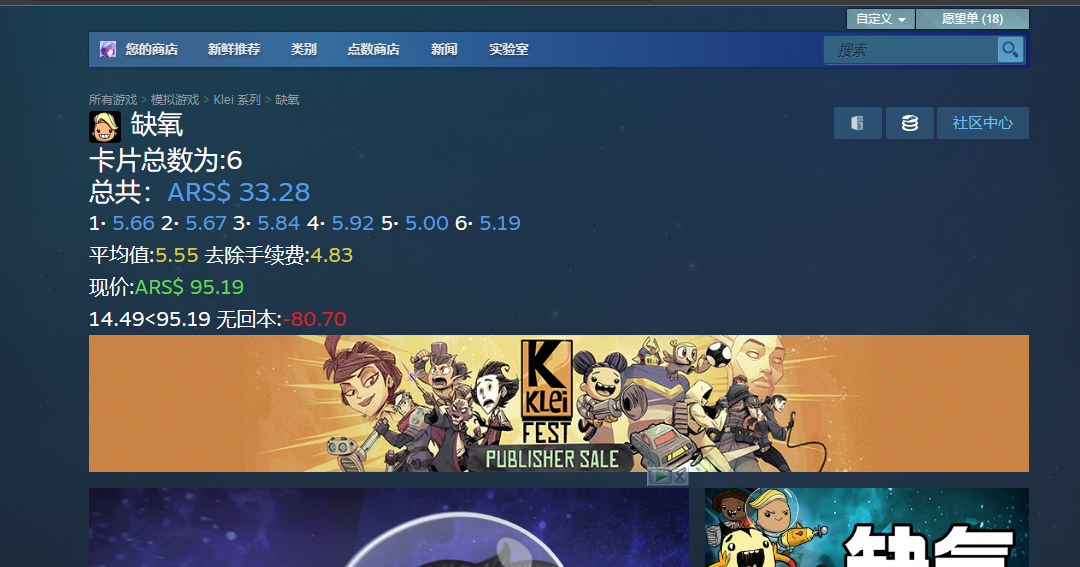 自定义 愿望单 (18)
您的商店 新鲜推荐 类别 点数商店 新闻 实验室 搜索
所有游戏 > 模拟游戏 > Klei 系列 > 缺氧
缺氧 社区中心
卡片总数为:6
总共： ARS$ 33.28
1· 5.66 2· 5.67 3· 5.84 4· 5.92 5· 5.00 6· 5.19
平均值:5.55 去除手续费:4.83
现价:ARS$ 95.19
14.49<95.19 无回本:-80.70
K
KLEi
FEST
PUBLISHER SALE
缺氧